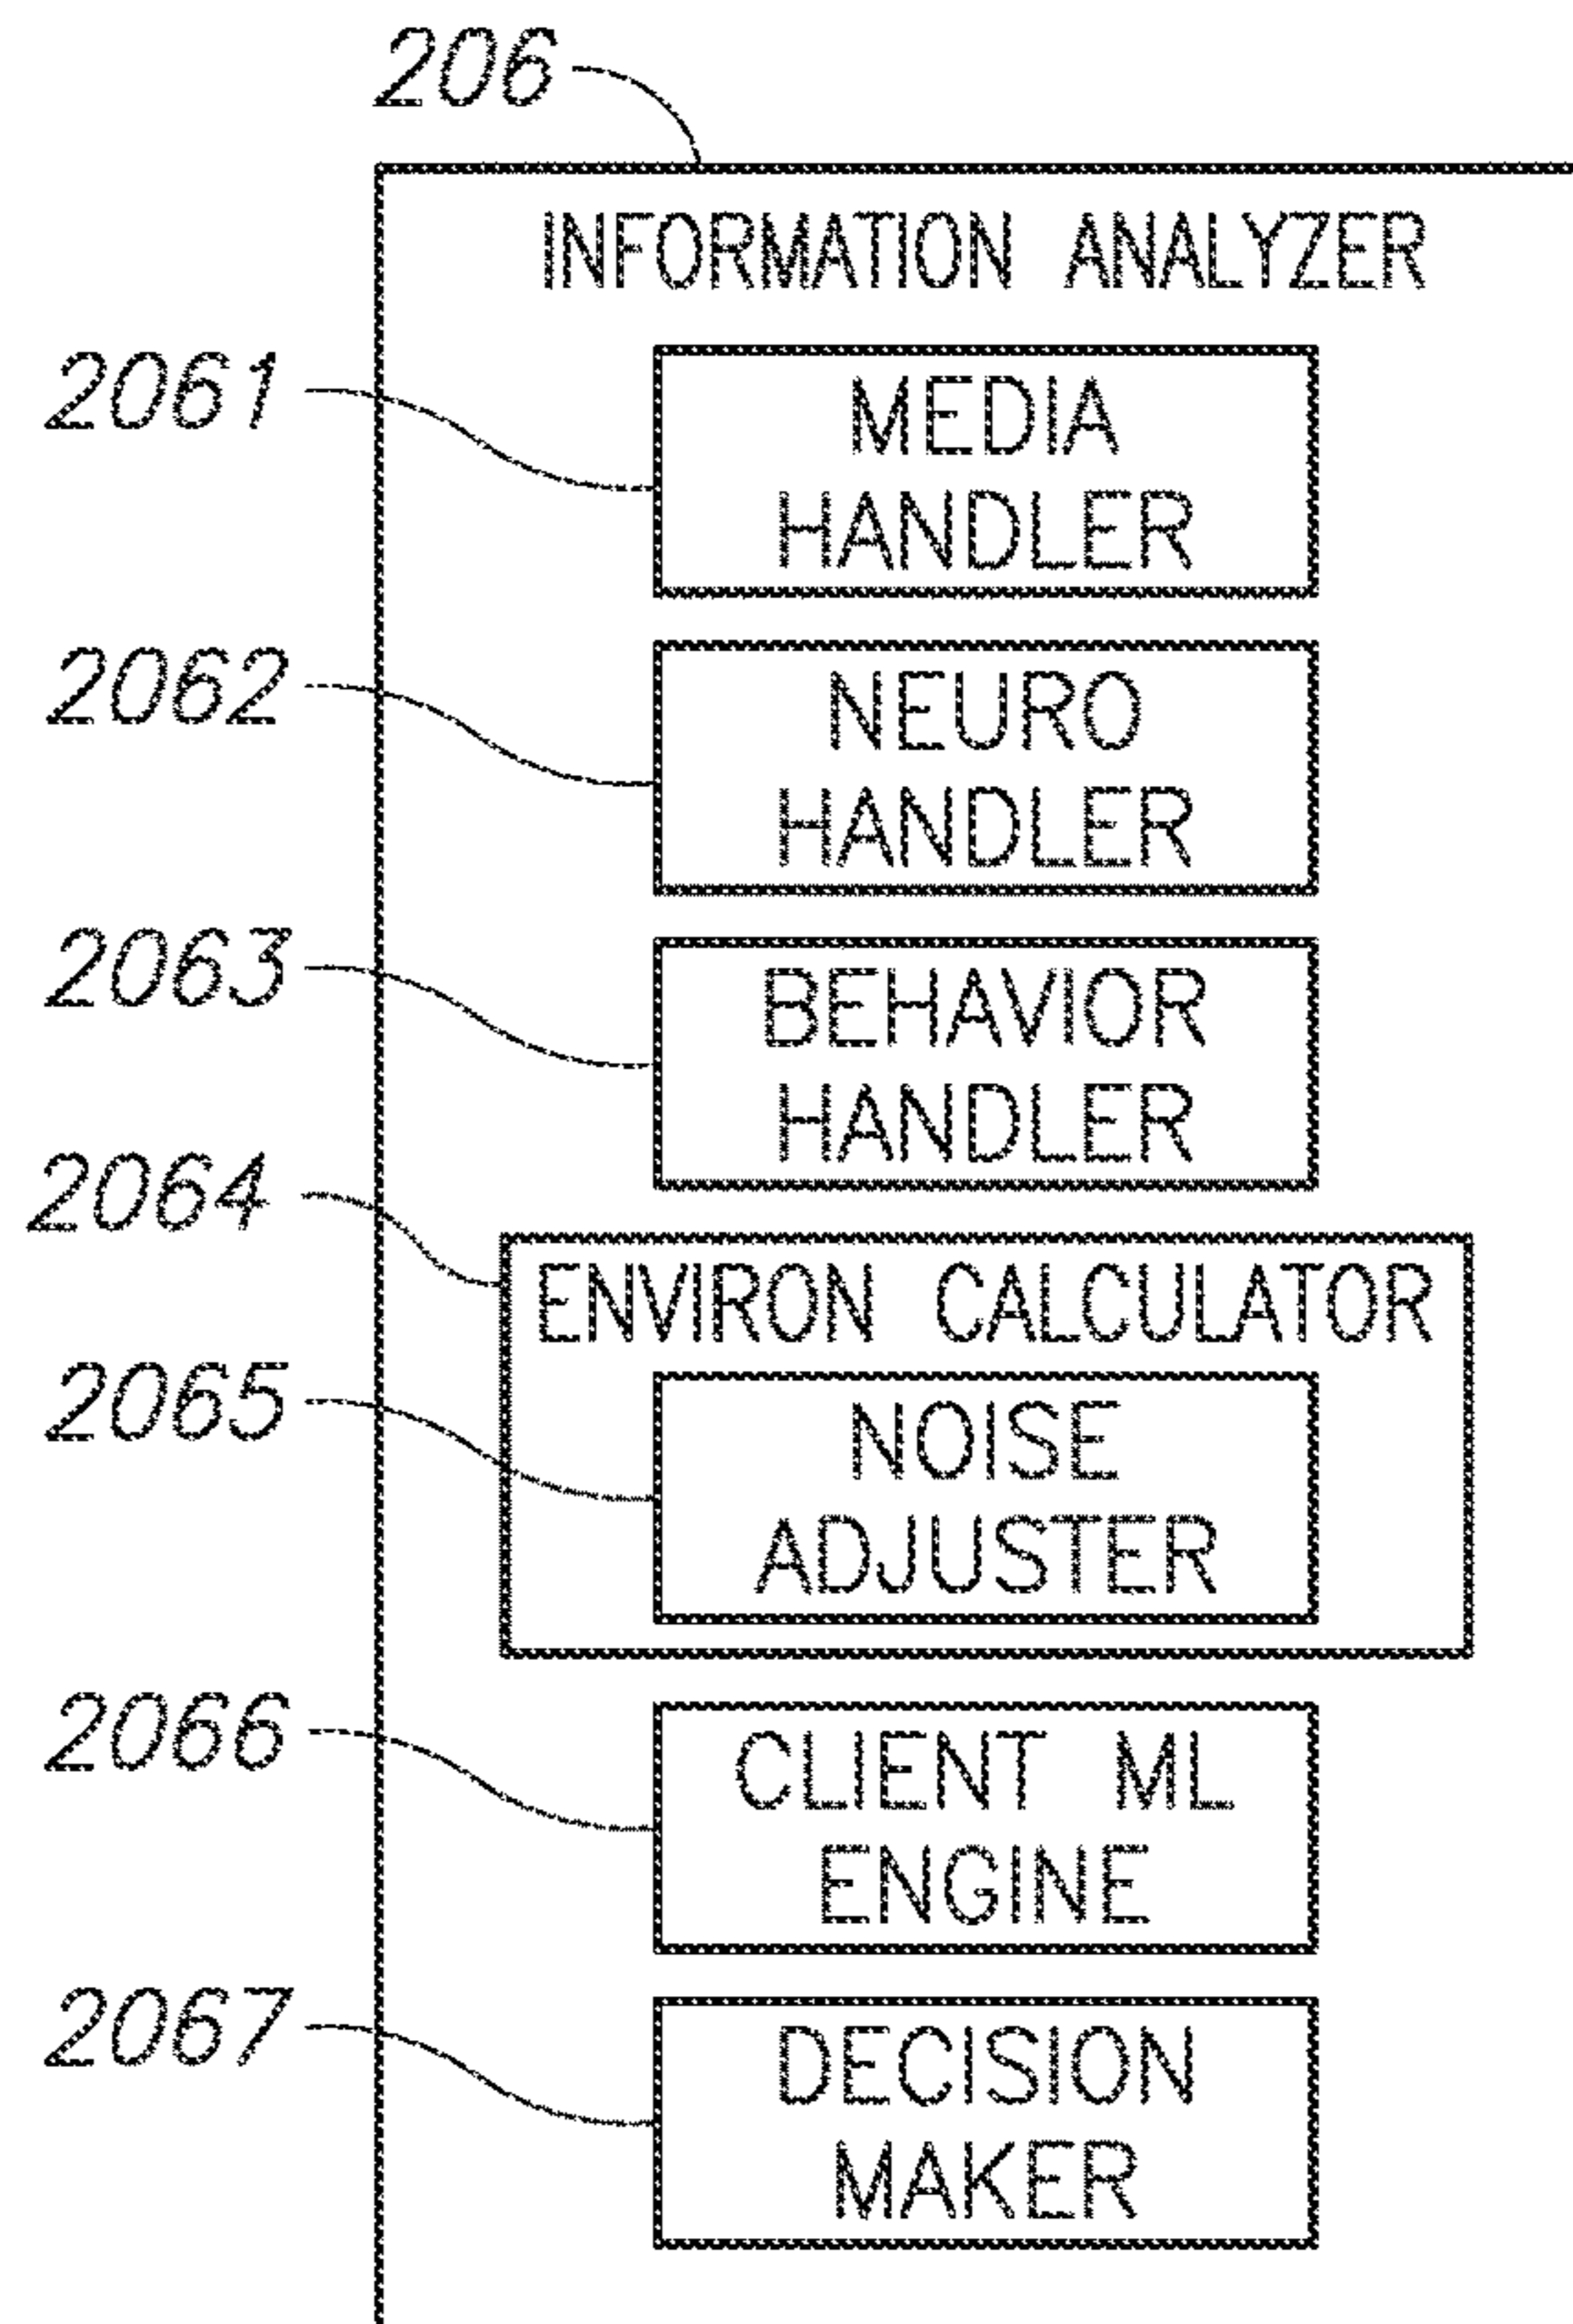 206
INFORMATION ANALYZER
2061
MEDIA
HANDLER
2062
NEURO
HANDLER
2063
BEHAVIOR
HANDLER
2064
ENVIRON CALCULATOR
2065
NOISE
ADJUSTER
2066
CLIENT ML
ENGINE
2067
DECISION
MAKER